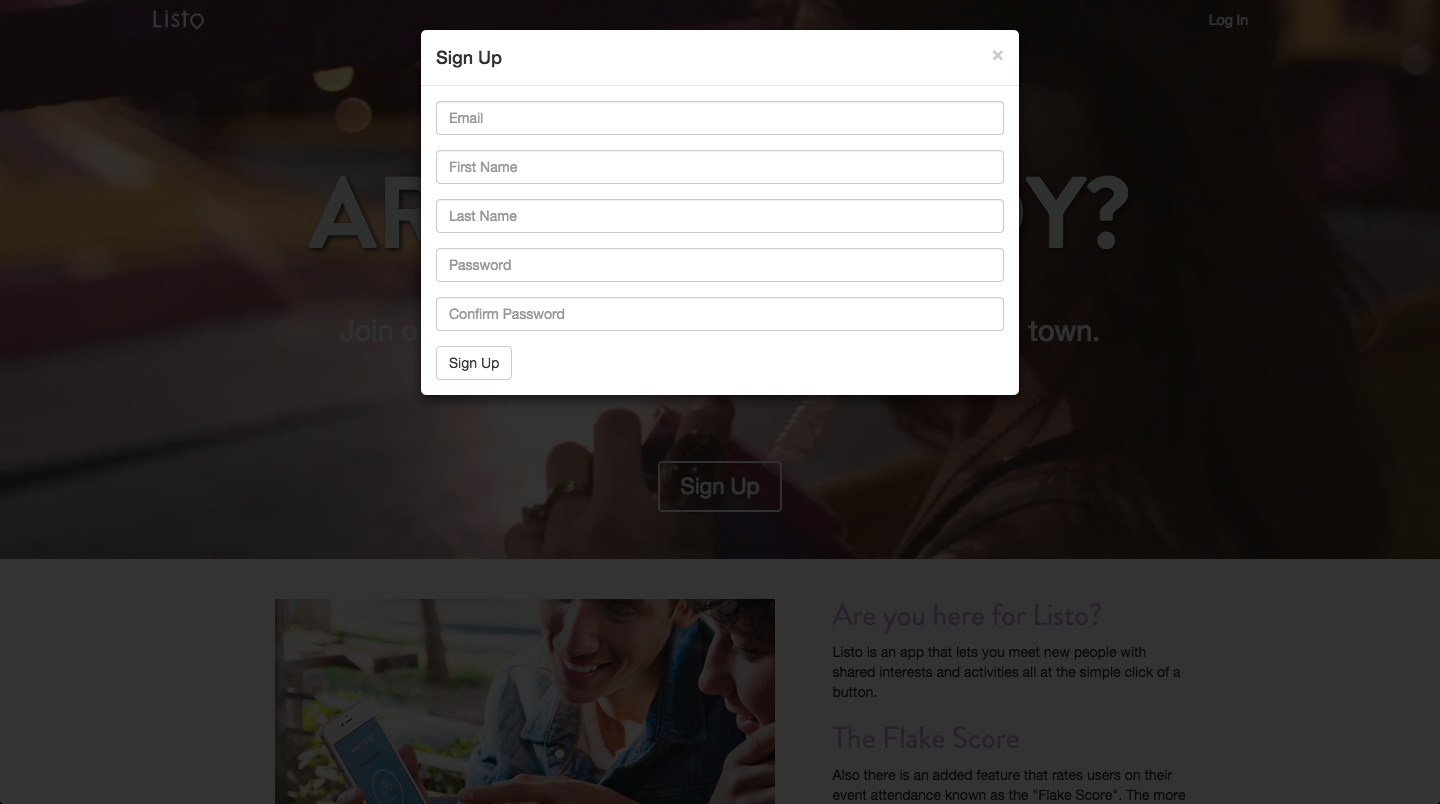 Listo
Log In
Sign Up
×
Email
First Name
Last Name
Password
Confirm Password
Sign Up
town.
Join
Sign Up
Are you here for Listo?
Listo is an app that lets you meet new people with
shared interests and activities all at the simple click of a
button.
The Flake Score
Also there is an added feature that rates users on their
event attendance known as the "Flake Score". The more